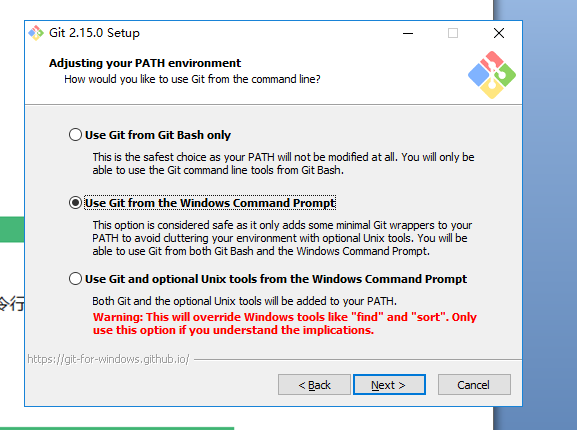 Git 2.15.0 Setup
Adjusting your PATH environment
How would you like to use Git from the command line?
Use Git from Git Bash only
This is the safest choice as your PATH will not be modified at all. You will only be
able to use the Git command line tools from Git Bash.
Use Git from the Windows Command Prompt
This option is considered safe as it only adds some minimal Git wrappers to your
PATH to avoid cluttering your environment with optional Unix tools. You will be
able to use Git from both Git Bash and the Windows Command Prompt.
Use Git and optional Unix tools from the Windows Command Prompt
令行
Both Git and the optional Unix tools will be added to your PATH.
Warning: This will override Windows tools like "find" and "sort". Only
use this option if you understand the implications.
https://git-for-windows.github.io/
< Back
Next >
Cancel